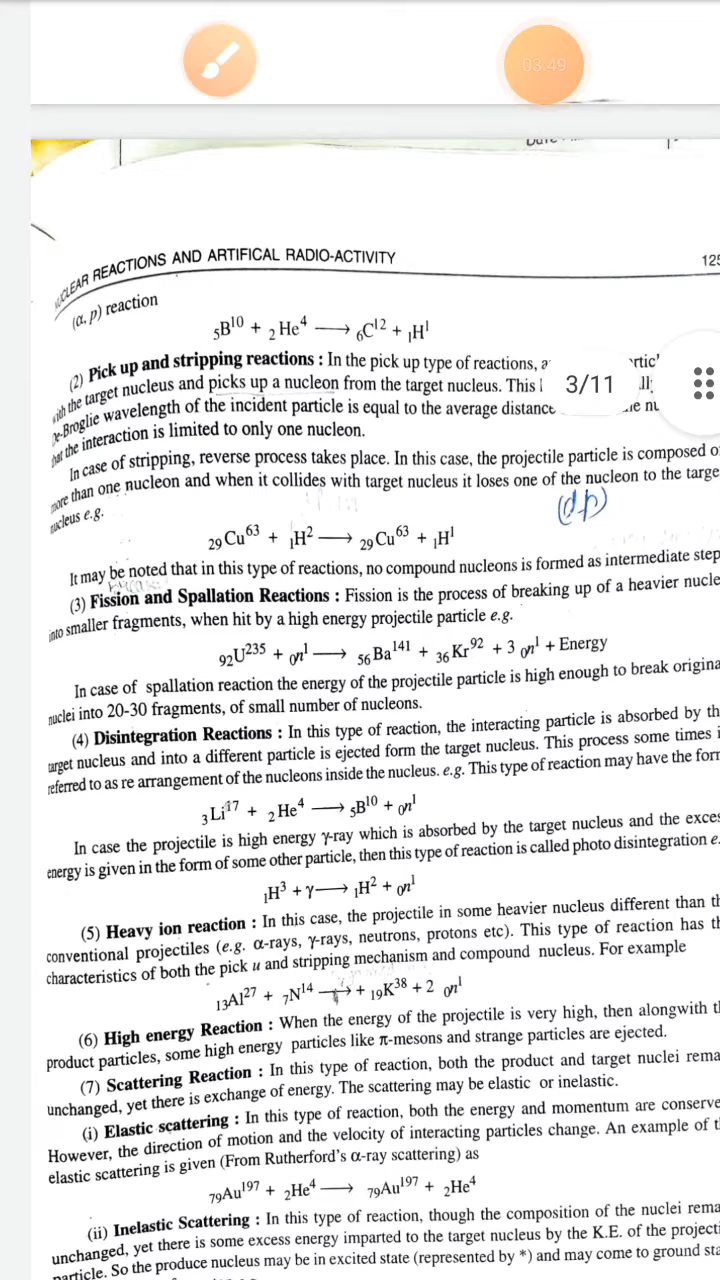 03:49
NUCLEAR REACTIONS AND ARTIFICAL RADIO-ACTIVITY 125
(α, p) reaction
₅B¹⁰ + ₂He⁴ ⟶ ₆C¹² + ₁H¹
(2) Pick up and stripping reactions : In the pick up type of reactions, a
with the target nucleus and picks up a nucleon from the target nucleus. This
3/11
De-Broglie wavelength of the incident particle is equal to the average distance
that the interaction is limited to only one nucleon.
In case of stripping, reverse process takes place. In this case, the projectile particle is composed of
more than one nucleon and when it collides with target nucleus it loses one of the nucleon to the target
nucleus e.g.
(d,p)
₂₉Cu⁶³ + ₁H² ⟶ ₂₉Cu⁶³ + ₁H¹
It may be noted that in this type of reactions, no compound nucleons is formed as intermediate step
(3) Fission and Spallation Reactions : Fission is the process of breaking up of a heavier nucle
into smaller fragments, when hit by a high energy projectile particle e.g.
₉₂U²³⁵ + ₀n¹ ⟶ ₅₆Ba¹⁴¹ + ₃₆Kr⁹² + 3 ₀n¹ + Energy
In case of spallation reaction the energy of the projectile particle is high enough to break origina
nuclei into 20-30 fragments, of small number of nucleons.
(4) Disintegration Reactions : In this type of reaction, the interacting particle is absorbed by th
target nucleus and into a different particle is ejected form the target nucleus. This process some times i
referred to as re arrangement of the nucleons inside the nucleus. e.g. This type of reaction may have the form
₃Li¹⁷ + ₂He⁴ ⟶ ₅B¹⁰ + ₀n¹
In case the projectile is high energy γ-ray which is absorbed by the target nucleus and the exces
energy is given in the form of some other particle, then this type of reaction is called photo disintegration e.
₁H³ + γ ⟶ ₁H² + ₀n¹
(5) Heavy ion reaction : In this case, the projectile in some heavier nucleus different than th
conventional projectiles (e.g. α-rays, γ-rays, neutrons, protons etc). This type of reaction has th
characteristics of both the pick u and stripping mechanism and compound nucleus. For example
₁₃Al²⁷ + ₇N¹⁴ ⟶ + ₁₉K³⁸ + 2 ₀n¹
(6) High energy Reaction : When the energy of the projectile is very high, then alongwith th
product particles, some high energy particles like π-mesons and strange particles are ejected.
(7) Scattering Reaction : In this type of reaction, both the product and target nuclei rema
unchanged, yet there is exchange of energy. The scattering may be elastic or inelastic.
(i) Elastic scattering : In this type of reaction, both the energy and momentum are conserve
However, the direction of motion and the velocity of interacting particles change. An example of th
elastic scattering is given (From Rutherford's α-ray scattering) as
₇₉Au¹⁹⁷ + ₂He⁴ ⟶ ₇₉Au¹⁹⁷ + ₂He⁴
(ii) Inelastic Scattering : In this type of reaction, though the composition of the nuclei rema
unchanged, yet there is some excess energy imparted to the target nucleus by the K.E. of the projecti
particle. So the produce nucleus may be in excited state (represented by *) and may come to ground sta